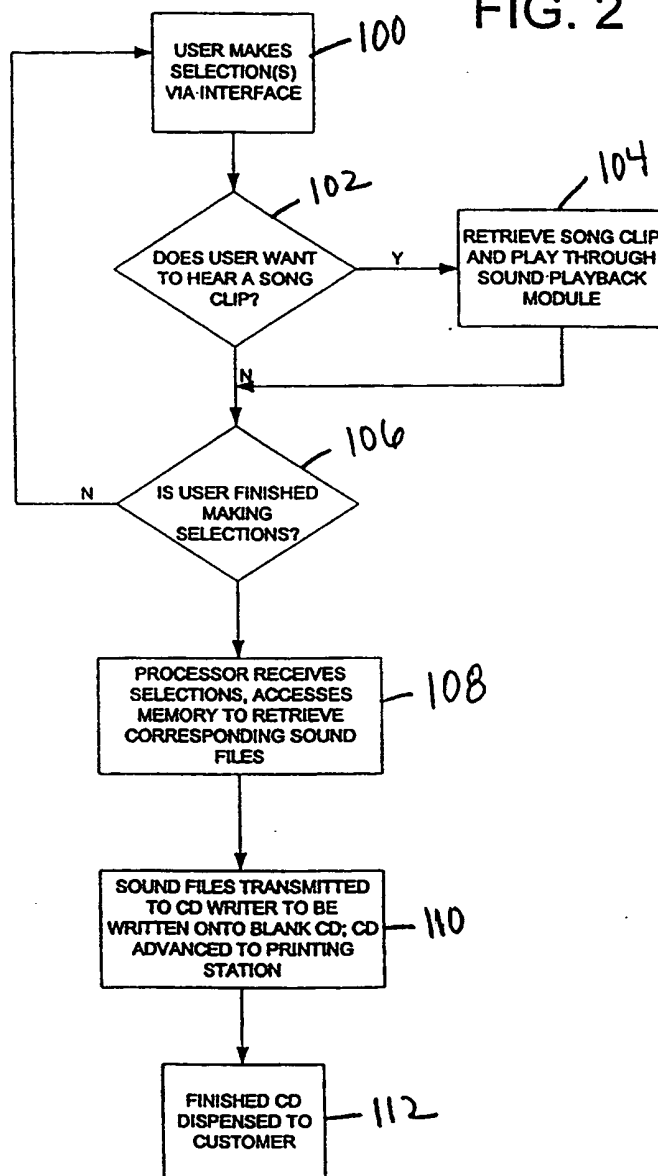 FIG. 2
USER MAKES
SELECTION(S)
VIA INTERFACE
100
102
DOES USER WANT
TO HEAR A SONG
CLIP?
Y
104
RETRIEVE SONG CLIP
AND PLAY THROUGH
SOUND PLAYBACK
MODULE
N
106
IS USER FINISHED
MAKING
SELECTIONS?
N
PROCESSOR RECEIVES
SELECTIONS, ACCESSES
MEMORY TO RETRIEVE
CORRESPONDING SOUND
FILES
108
SOUND FILES TRANSMITTED
TO CD WRITER TO BE
WRITTEN ONTO BLANK CD; CD
ADVANCED TO PRINTING
STATION
110
FINISHED CD
DISPENSED TO
CUSTOMER
112